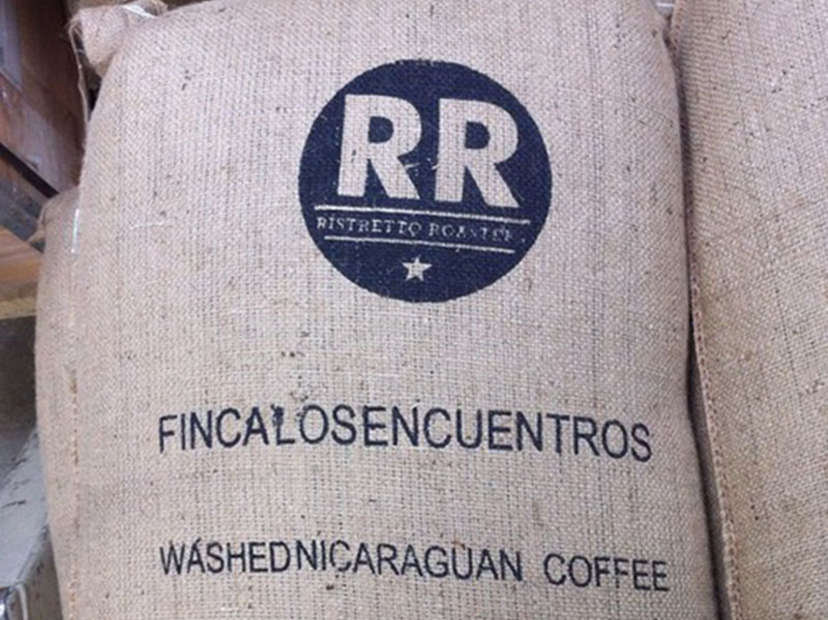 RR
RISTRETTO ROASTERS
FINCALOSENCUENTROS
WASHEDNICARAGUAN COFFEE